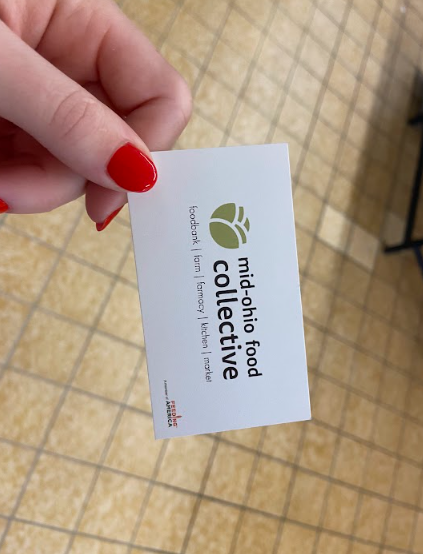 mid-ohio food
collective
foodbank | farm | farmacy | kitchen | market
FEEDING
AMERICA